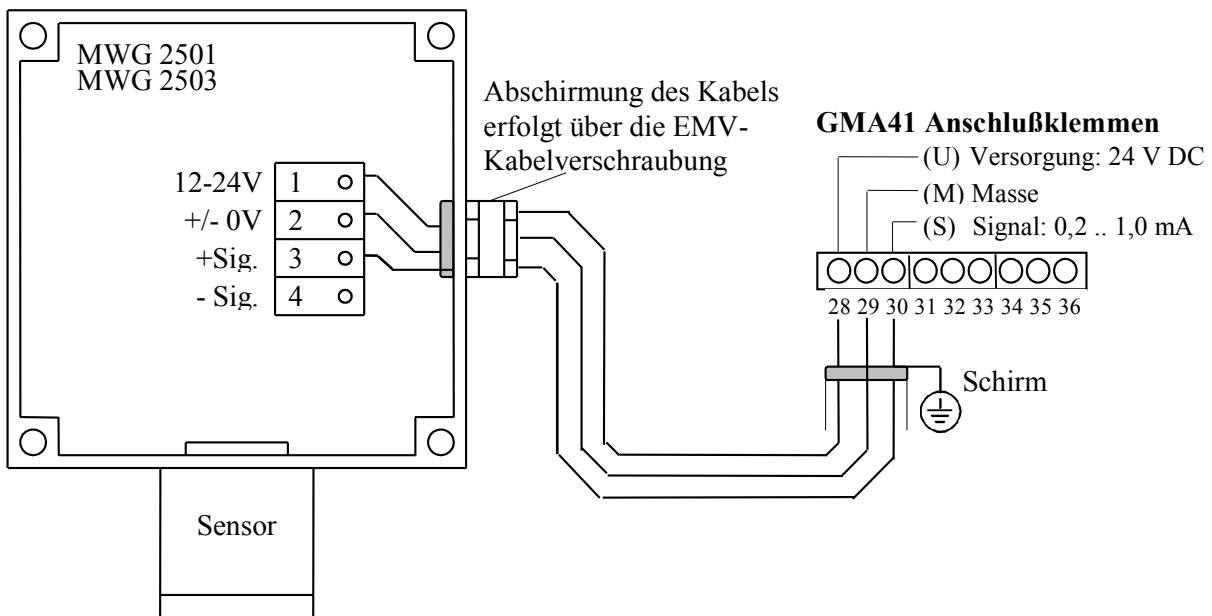 MWG 2501
MWG 2503
Abschirmung des Kabels
erfolgt über die EMV-
Kabelverschraubung
GMA41 Anschlußklemmen
(U) Versorgung: 24 V DC
(M) Masse
(S) Signal: 0,2 .. 1,0 mA
12-24V 1
+/- 0V 2
+Sig. 3
- Sig. 4
28 29 30 31 32 33 34 35 36
Schirm
Sensor